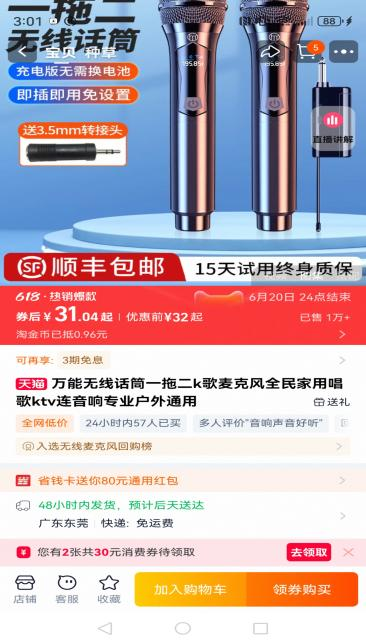 一拖二
3:01
88
无线话筒
宝贝 种草
5
充电版无需换电池
即插即用免设置
195.85
195.85
送3.5mm转接头
直播讲解
SF 顺丰包邮
15天试用终身质保
618·热销爆款
6月20日 24点结束
券后¥31.04起 优惠前¥32起
已售 1万+
淘金币已抵0.96元
可再享: 3期免息
天猫 万能无线话筒一拖二k歌麦克风全民家用唱
歌ktv连音响专业户外通用
送礼
全网低价 24小时内57人已买 多人评价"音响声音好听"
入选无线麦克风回购榜
省钱卡送你80元通用红包
48小时内发货，预计后天送达
广东东莞 快递: 免运费
您有2张共30元消费券待领取 去领取
店铺 客服 收藏
加入购物车 领券购买